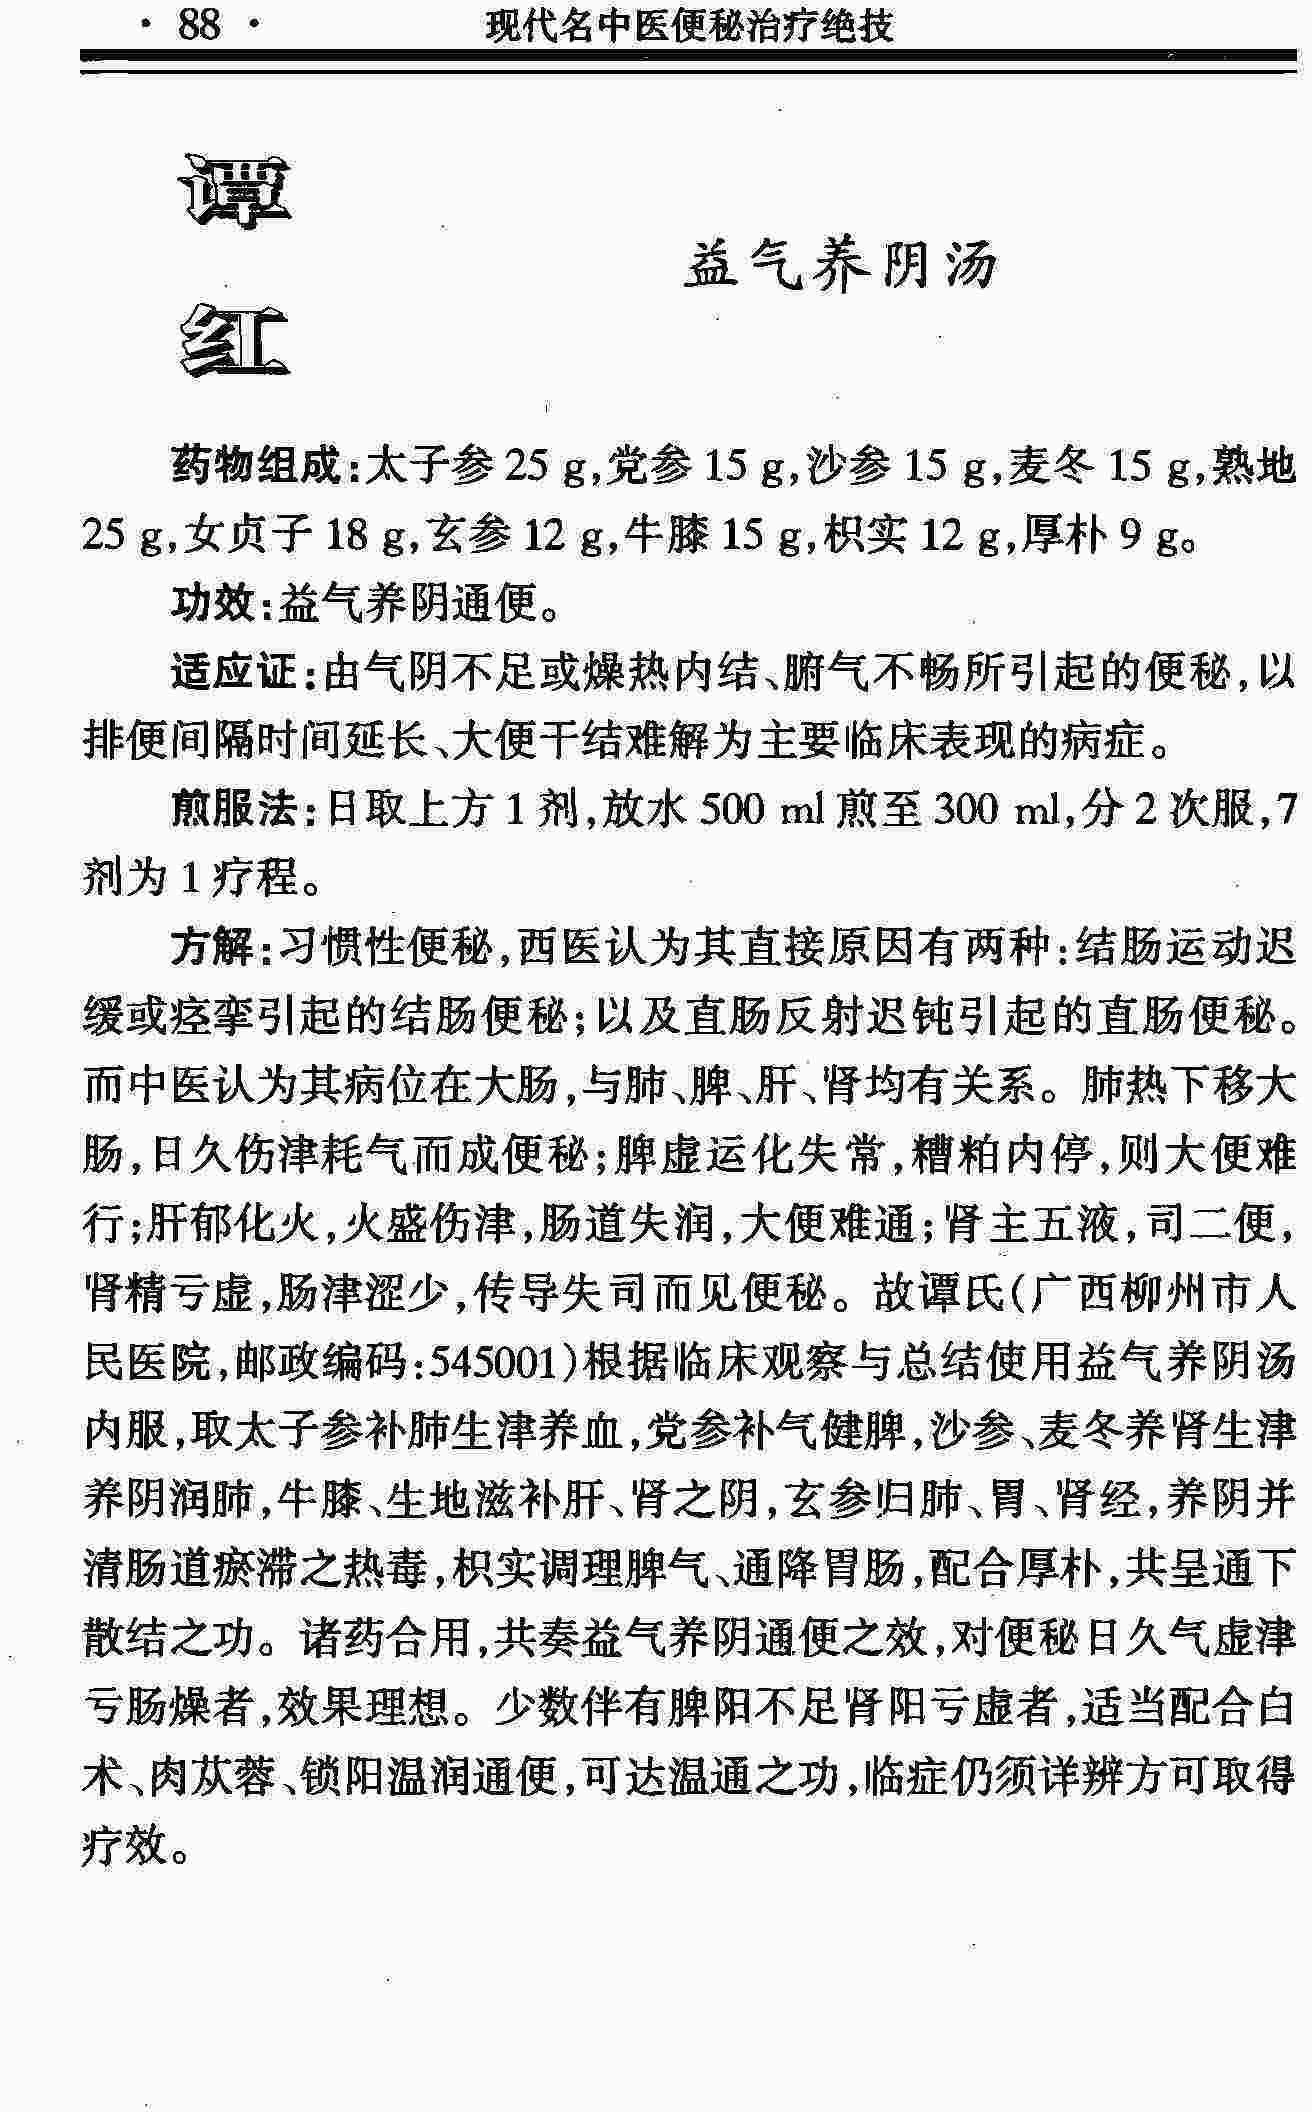 ·88· 现代名中医便秘治疗绝技
谭
红
益气养阴汤
药物组成:太子参 25 g,党参 15 g,沙参 15 g,麦冬 15 g,熟地
25 g,女贞子 18 g,玄参 12 g,牛膝 15 g,枳实 12 g,厚朴 9 g。
功效:益气养阴通便。
适应证:由气阴不足或燥热内结、腑气不畅所引起的便秘,以
排便间隔时间延长、大便干结难解为主要临床表现的病症。
煎服法:日取上方 1 剂,放水 500 ml 煎至 300 ml,分 2 次服,7
剂为 1 疗程。
方解:习惯性便秘,西医认为其直接原因有两种:结肠运动迟
缓或痉挛引起的结肠便秘;以及直肠反射迟钝引起的直肠便秘。
而中医认为其病位在大肠,与肺、脾、肝、肾均有关系。肺热下移大
肠,日久伤津耗气而成便秘;脾虚运化失常,糟粕内停,则大便难
行;肝郁化火,火盛伤津,肠道失润,大便难通;肾主五液,司二便,
肾精亏虚,肠津涩少,传导失司而见便秘。故谭氏(广西柳州市人
民医院,邮政编码:545001)根据临床观察与总结使用益气养阴汤
内服,取太子参补肺生津养血,党参补气健脾,沙参、麦冬养肾生津
养阴润肺,牛膝、生地滋补肝、肾之阴,玄参归肺、胃、肾经,养阴并
清肠道瘀滞之热毒,枳实调理脾气、通降胃肠,配合厚朴,共呈通下
散结之功。诸药合用,共奏益气养阴通便之效,对便秘日久气虚津
亏肠燥者,效果理想。少数伴有脾阳不足肾阳亏虚者,适当配合白
术、肉苁蓉、锁阳温润通便,可达温通之功,临症仍须详辨方可取得
疗效。